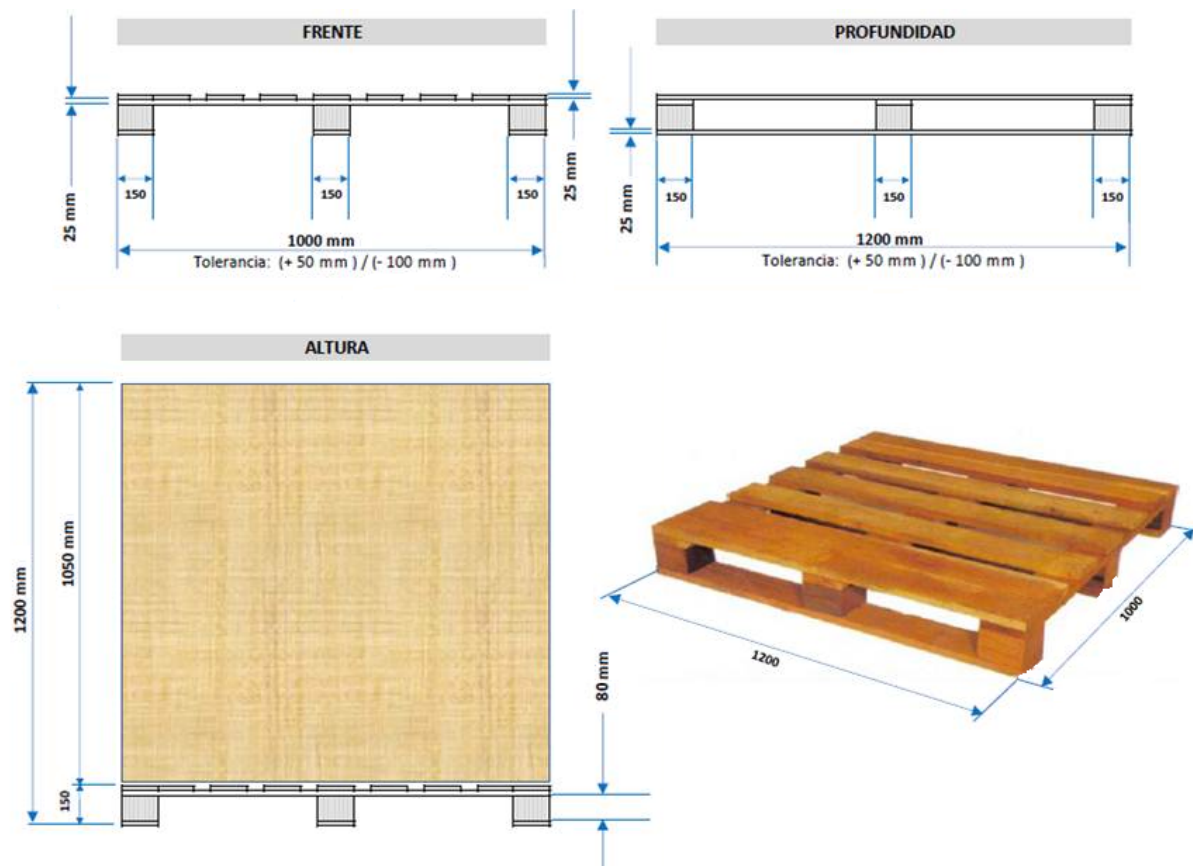 FRENTE
25 mm
150
150
150
25 mm
1000 mm
Tolerancia: (+ 50 mm ) / (- 100 mm )
PROFUNDIDAD
25 mm
150
150
150
1200 mm
Tolerancia: (+ 50 mm ) / (- 100 mm )
ALTURA
1200 mm
1050 mm
150
80 mm
1200
1000